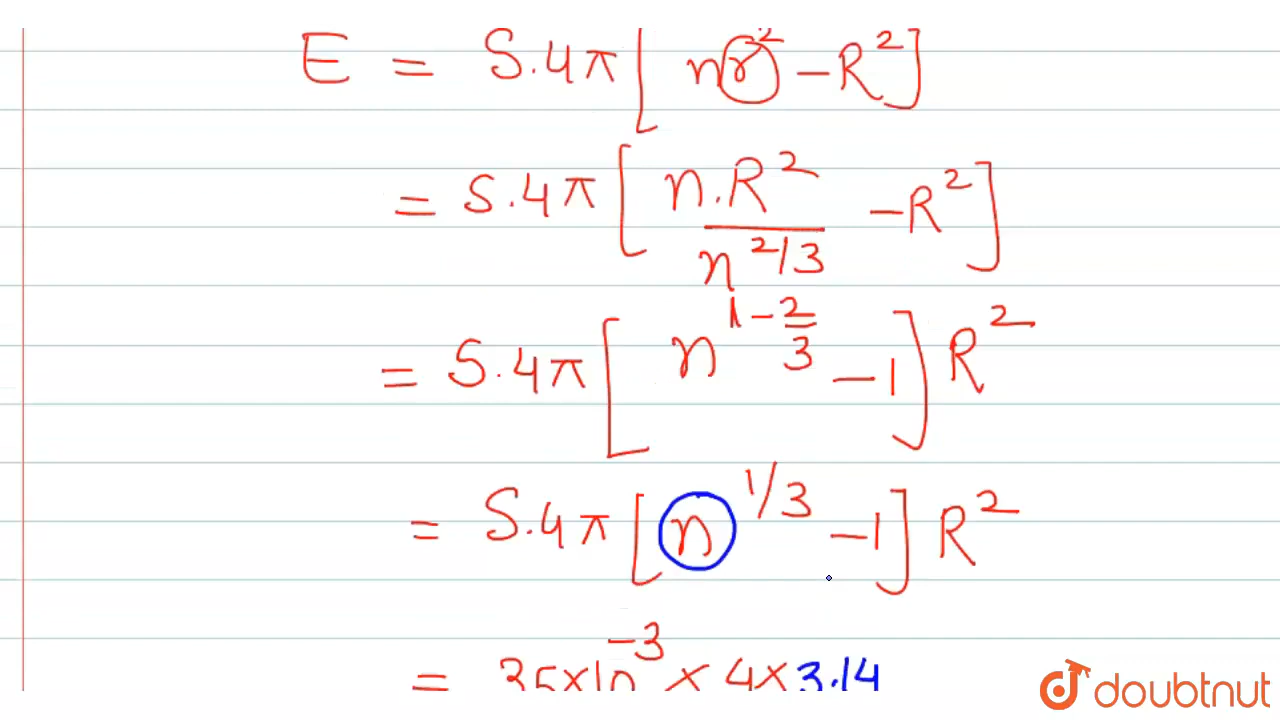 E = S.4π[nr² - R²]
= S.4π[n.R²/n^2/3 - R²]
= S.4π[n^1-2/3 - 1]R²
= S.4π[n^1/3 - 1]R²
= 35×10^-3 × 4×3.14
doubtnut